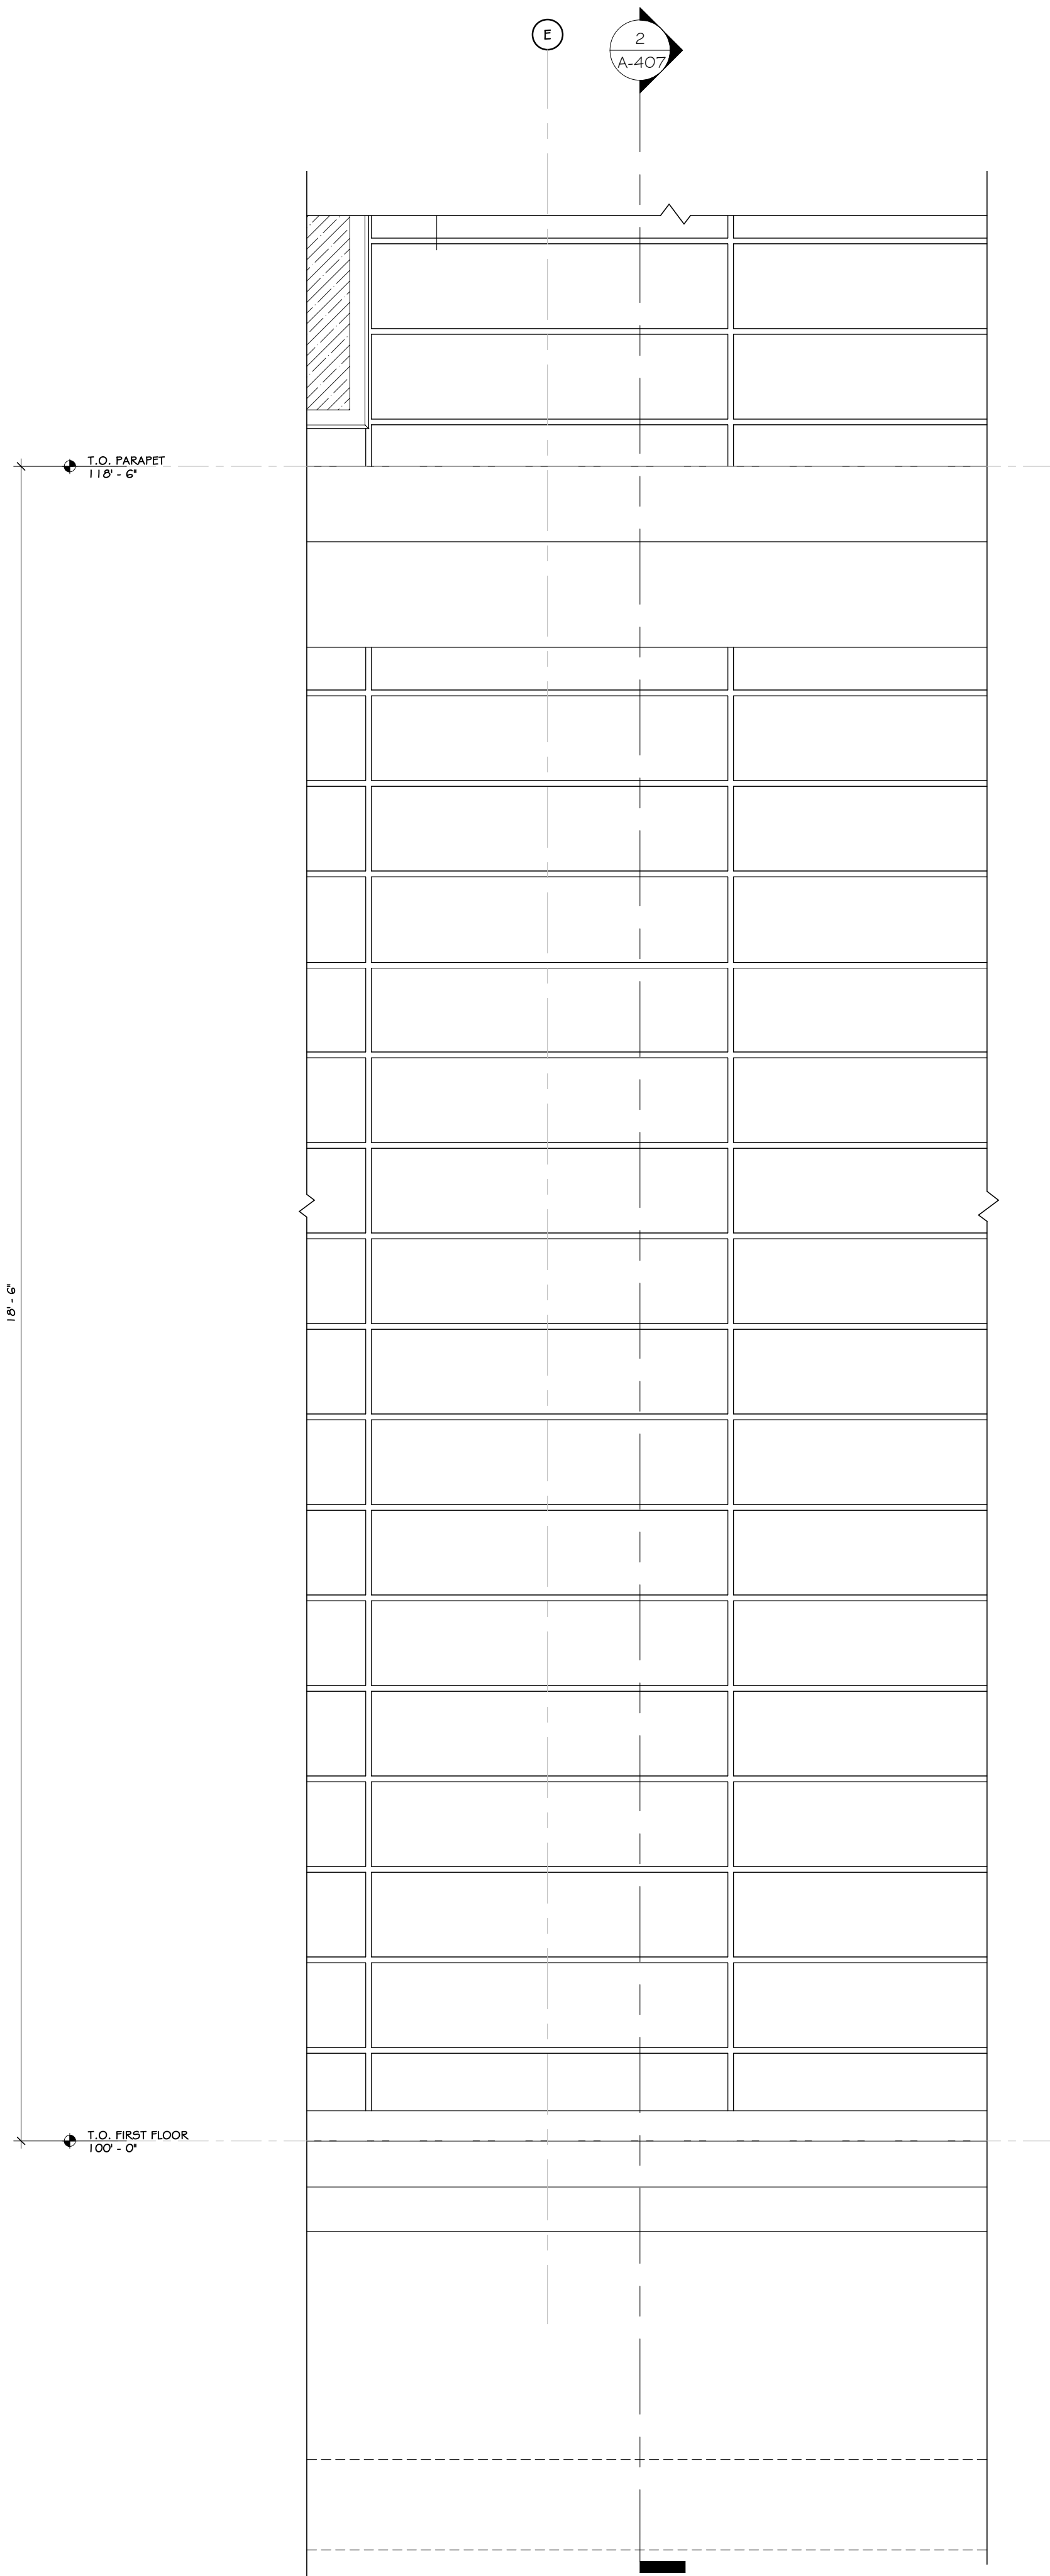 E
2
A-407
T.O. PARAPET
118' - 6"
18' - 6"
T.O. FIRST FLOOR
100' - 0"